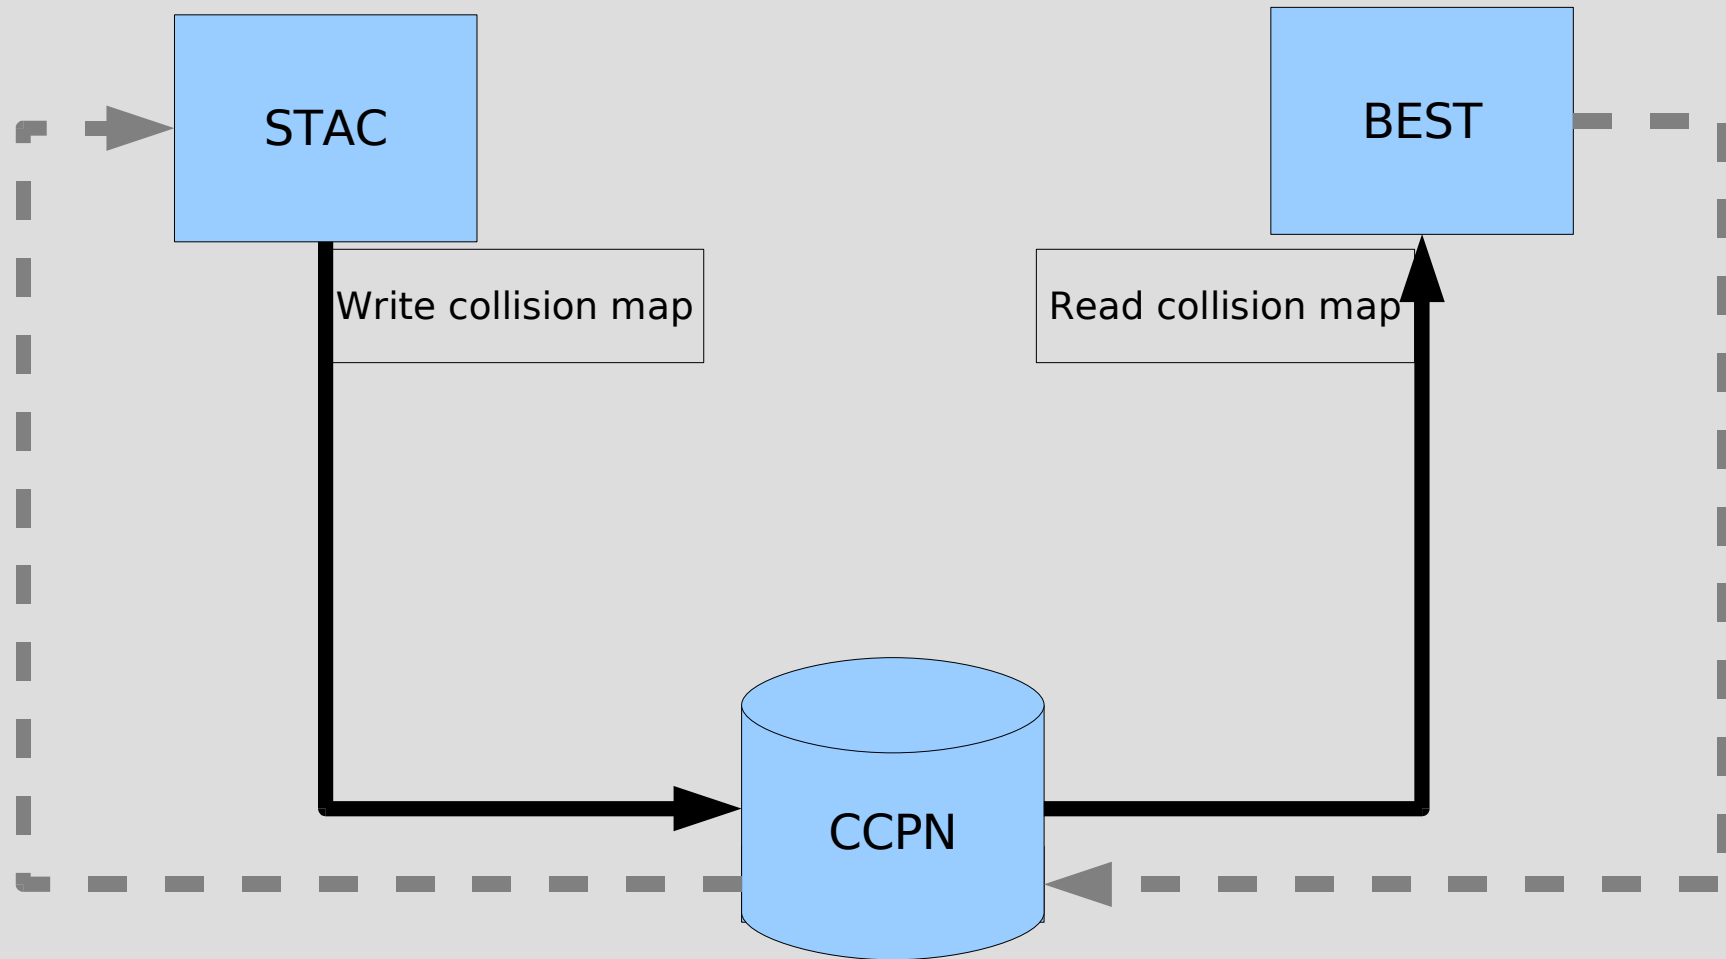 STAC
BEST
Write collision map
Read collision map
CCPN